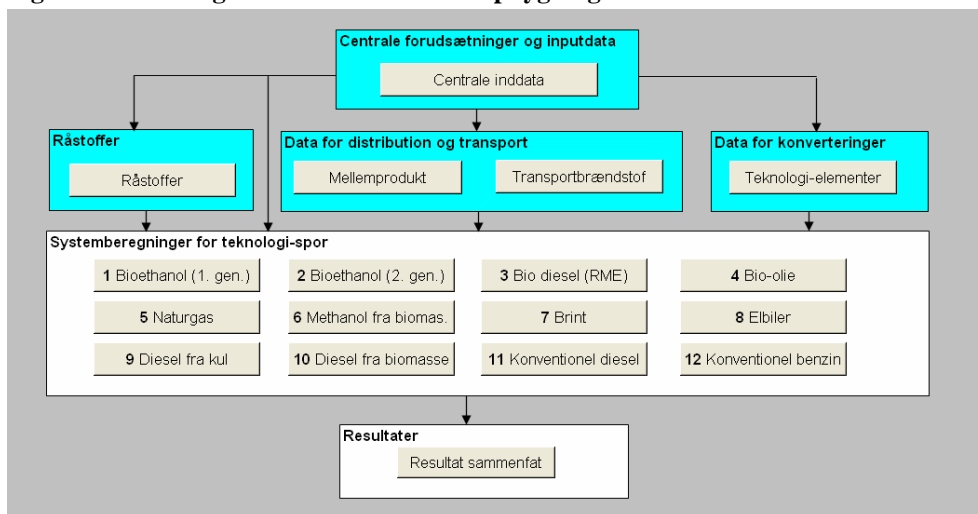 Centrale forudsætninger og inputdata
Centrale inddata
Råstoffer
Råstoffer
Data for distribution og transport
Mellemprodukt
Transportbrændstof
Data for konverteringer
Teknologi-elementer
Systemberegninger for teknologi-spor
1 Bioethanol (1. gen.)
2 Bioethanol (2. gen.)
3 Bio diesel (RME)
4 Bio-olie
5 Naturgas
6 Methanol fra biomas.
7 Brint
8 Elbiler
9 Diesel fra kul
10 Diesel fra biomasse
11 Konventionel diesel
12 Konventionel benzin
Resultater
Resultat sammenfat